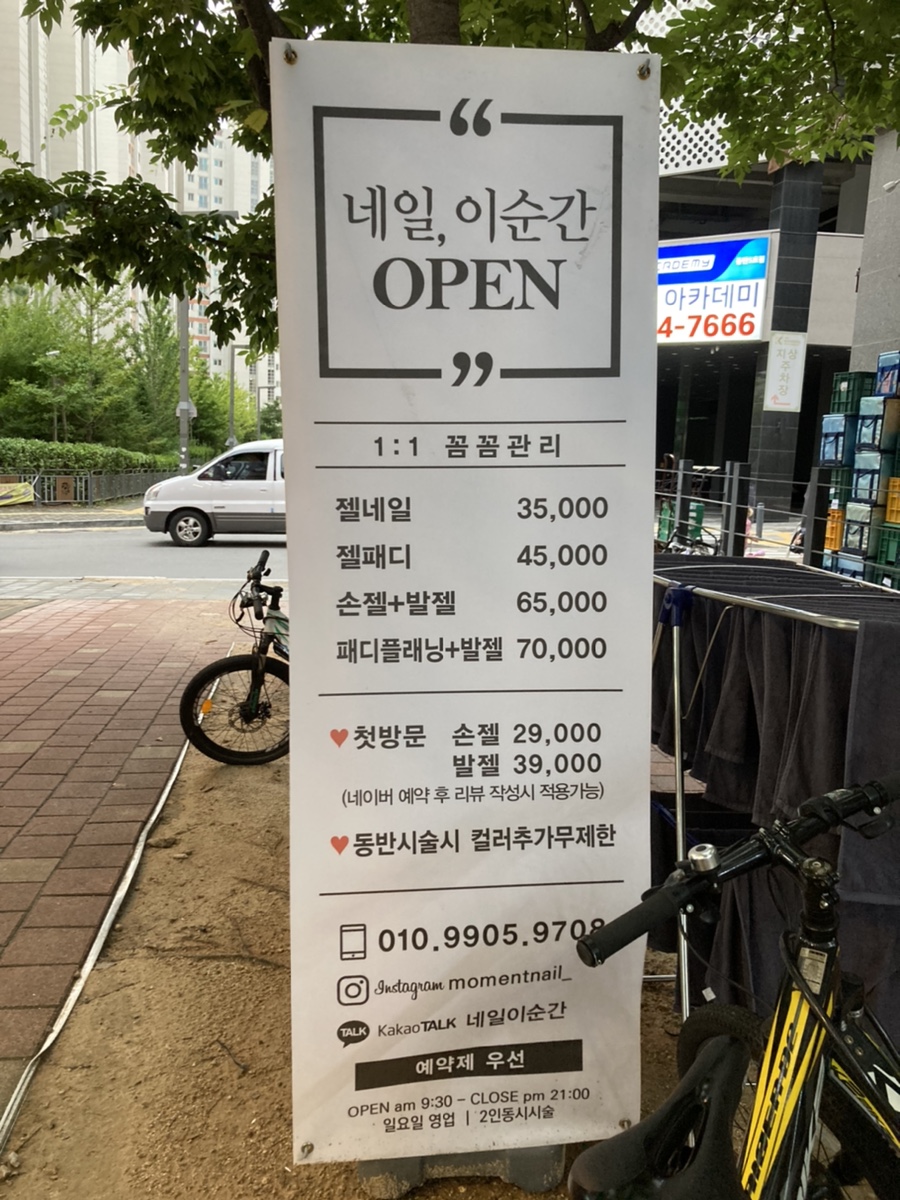 “
네일, 이순간
OPEN
”
1:1 꼼꼼관리
젤네일 35,000
젤패디 45,000
손젤+발젤 65,000
패디플래닝+발젤 70,000
♥첫방문 손젤 29,000
발젤 39,000
(네이버 예약 후 리뷰 작성시 적용가능)
♥동반시술시 컬러추가무제한
010.9905.9708
Instagram momentnail_
TALK KakaoTALK 네일이순간
예약제 우선
OPEN am 9:30 – CLOSE pm 21:00
일요일 영업 | 2인동시시술
CADEMY
아카데미
4-7666
지상주차장